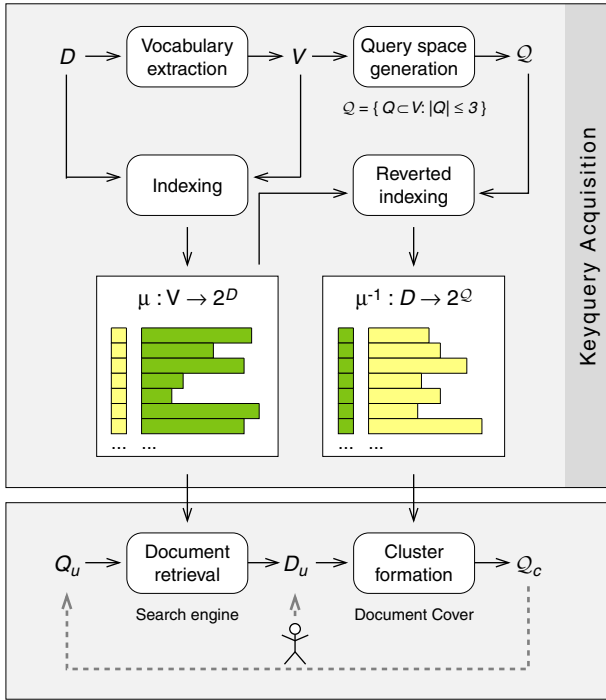 D
Vocabulary
extraction
V
Query space
generation
𝒬
𝒬 = { Q ⊂ V: |Q| ≤ 3 }
Indexing
Reverted
indexing
μ : V → 2^D
μ⁻¹ : D → 2^𝒬
... ...
... ...
Keyquery Acquisition
Q_u
Document
retrieval
D_u
Cluster
formation
𝒬_c
Search engine
Document Cover